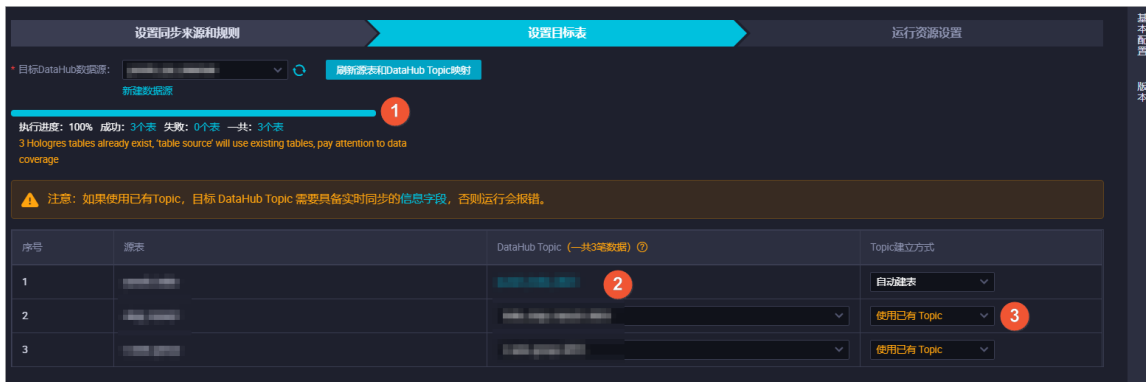 设置同步来源和规则 设置目标表 运行资源设置
基本配置
版本
* 目标DataHub数据源: 刷新源表和DataHub Topic映射
新建数据源
1
执行进度：100% 成功：3个表 失败：0个表 一共：3个表
3 Hologres tables already exist, 'table source' will use existing tables, pay attention to data
coverage
注意：如果使用已有Topic，目标 DataHub Topic 需要具备实时同步的信息字段，否则运行会报错。
序号 源表 DataHub Topic（一共3笔数据） Topic建立方式
1 2 自动建表
2 使用已有 Topic 3
3 使用已有 Topic